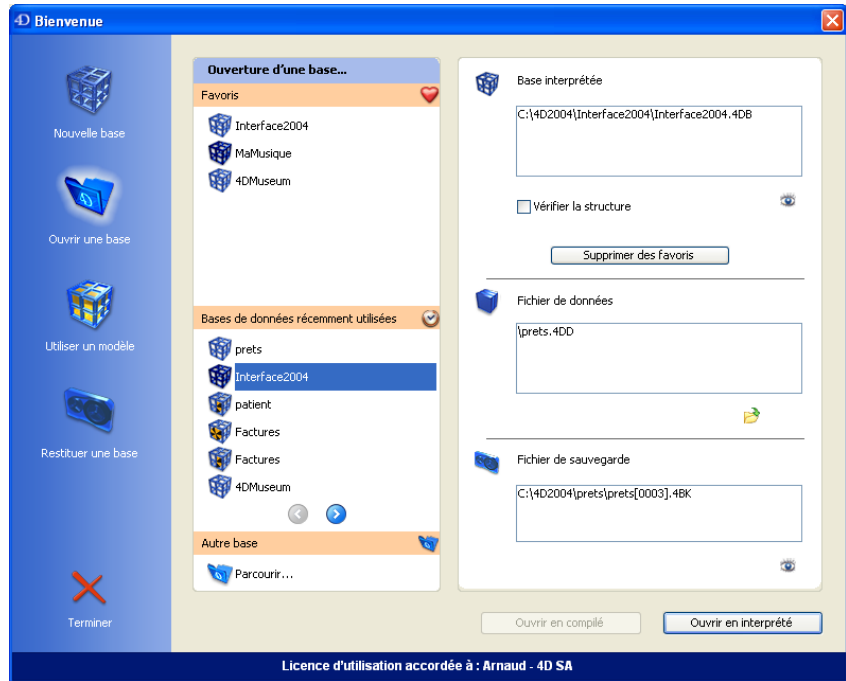 4D Bienvenue
Nouvelle base
Ouvrir une base
Utiliser un modèle
Restituer une base
Terminer
Ouverture d'une base...
Favoris
Interface2004
MaMusique
4DMuseum
Bases de données récemment utilisées
prets
Interface2004
patient
Factures
Factures
4DMuseum
Autre base
Parcourir...
Base interprétée
C:\4D2004\Interface2004\Interface2004.4DB
Vérifier la structure
Supprimer des favoris
Fichier de données
\prets.4DD
Fichier de sauvegarde
C:\4D2004\prets\prets[0003].4BK
Ouvrir en compilé
Ouvrir en interprété
Licence d'utilisation accordée à : Arnaud - 4D SA